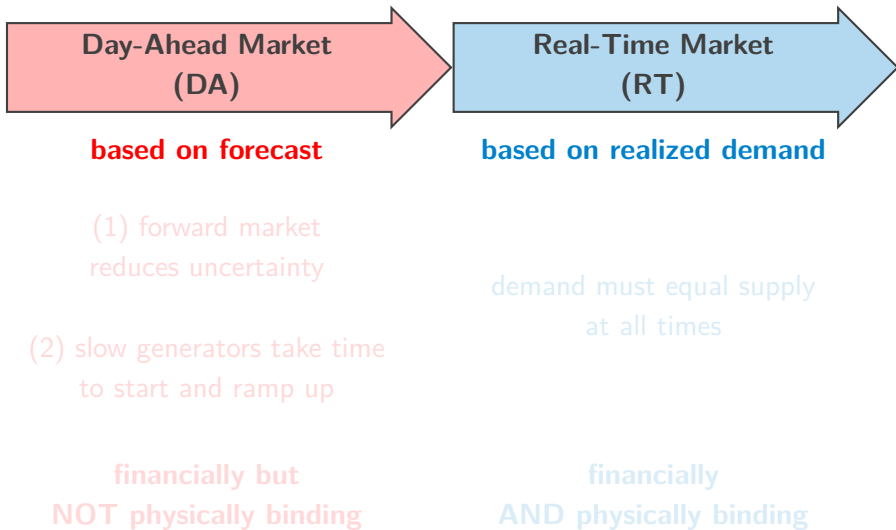 Day-Ahead Market
(DA)
Real-Time Market
(RT)
based on forecast
based on realized demand
(1) forward market
reduces uncertainty
demand must equal supply
at all times
(2) slow generators take time
to start and ramp up
financially but
NOT physically binding
financially
AND physically binding